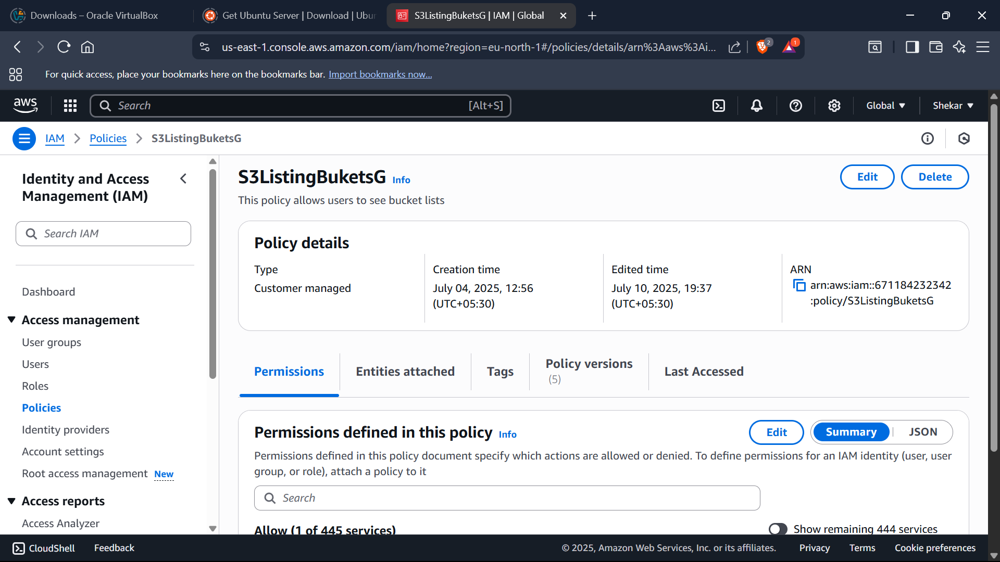 Downloads – Oracle VirtualBox
Get Ubuntu Server | Download | Ubun
S3ListingBuketsG | IAM | Global
us-east-1.console.aws.amazon.com/iam/home?region=eu-north-1#/policies/details/arn%3Aaws%3Ai...
2
1
For quick access, place your bookmarks here on the bookmarks bar. Import bookmarks now...
aws
Search
[Alt+S]
Global
Shekar
IAM
Policies
S3ListingBuketsG
Identity and Access
Management (IAM)
Search IAM
Dashboard
Access management
User groups
Users
Roles
Policies
Identity providers
Account settings
Root access management New
Access reports
Access Analyzer
S3ListingBuketsG Info
Edit
Delete
This policy allows users to see bucket lists
Policy details
Type
Customer managed
Creation time
July 04, 2025, 12:56
(UTC+05:30)
Edited time
July 10, 2025, 19:37
(UTC+05:30)
ARN
arn:aws:iam::671184232342
:policy/S3ListingBuketsG
Permissions
Entities attached
Tags
Policy versions
(5)
Last Accessed
Permissions defined in this policy Info
Edit
Summary
JSON
Permissions defined in this policy document specify which actions are allowed or denied. To define permissions for an IAM identity (user, user
group, or role), attach a policy to it
Search
Allow (1 of 445 services)
Show remaining 444 services
CloudShell
Feedback
© 2025, Amazon Web Services, Inc. or its affiliates.
Privacy
Terms
Cookie preferences